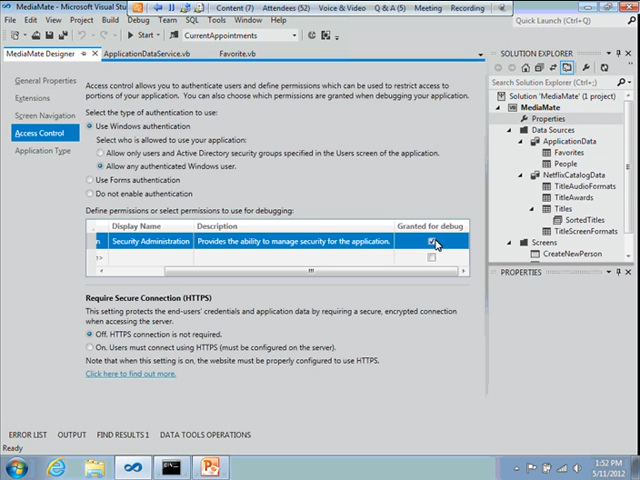 MediaMate - Microsoft Visual Stu
Content (7)
Attendees (52)
Voice & Video
Q & A (5)
Meeting
Recording
File Edit View Project Build Debug Team SQL Tools Test Window
Quick Launch (Ctrl+Q)
Start
CurrentAppointments
MediaMate Designer
ApplicationDataService.vb
Favorite.vb
General Properties
Extensions
Screen Navigation
Access Control
Application Type
Access control allows you to authenticate users and define permissions which can be used to restrict access to
portions of your application. You can also choose which permissions are granted when debugging your application.
Select the type of authentication to use:
Use Windows authentication
Select who is allowed to use your application:
Allow only users and Active Directory security groups specified in the Users screen of the application.
Allow any authenticated Windows user.
Use Forms authentication
Do not enable authentication
Define permissions or select permissions to use for debugging:
Display Name Description Granted for debug
n Security Administration Provides the ability to manage security for the application.
Require Secure Connection (HTTPS)
This setting protects the end-users' credentials and application data by requiring a secure, encrypted connection
when accessing the server.
Off. HTTPS connection is not required.
On. Users must connect using HTTPS (must be configured on the server).
Note that when this setting is on, the website must be properly configured to use HTTPS.
Click here to find out more.
SOLUTION EXPLORER
Search Solution Explorer (Ctrl+;)
Solution 'MediaMate' (1 project)
MediaMate
Properties
Data Sources
ApplicationData
Favorites
People
NetflixCatalogData
TitleAudioFormats
TitleAwards
Titles
SortedTitles
TitleScreenFormats
Screens
CreateNewPerson
PROPERTIES
ERROR LIST OUTPUT FIND RESULTS 1 DATA TOOLS OPERATIONS
Ready
1:52 PM
5/11/2012